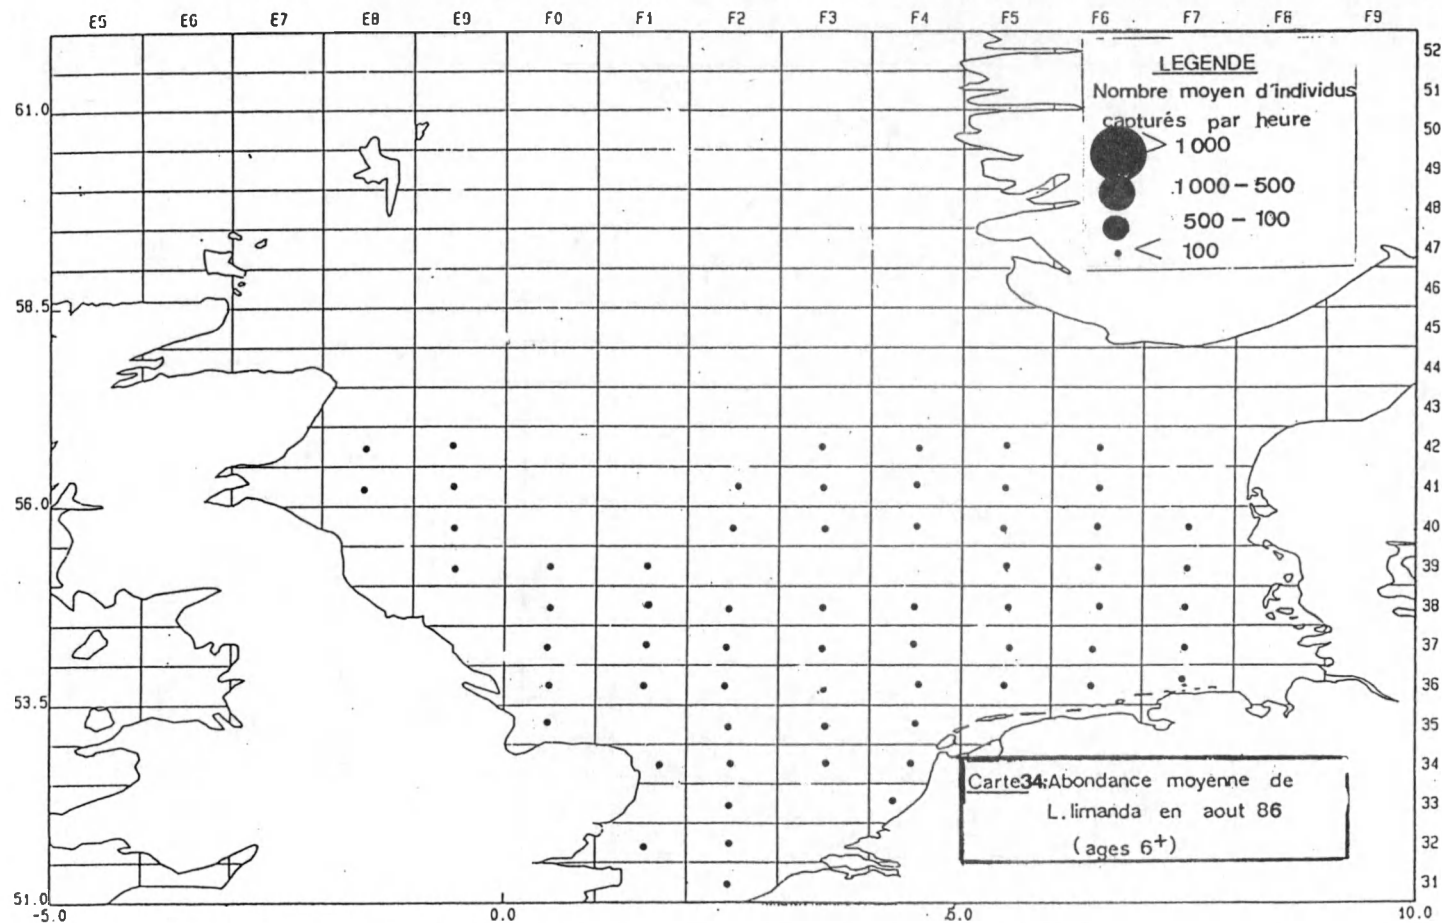 E5 E6 E7 E8 E9 F0 F1 F2 F3 F4 F5 F6 F7 F8 F9
LEGENDE
Nombre moyen d'individus
capturés par heure
> 1000
1000 - 500
500 - 100
< 100
52
51
50
49
48
47
46
45
44
43
42
41
40
39
38
37
36
35
34
33
32
31
61.0
58.5
56.0
53.5
51.0
-5.0 0.0 5.0 10.0
Carte 34: Abondance moyenne de
L. limanda en aout 86
(ages 6+)